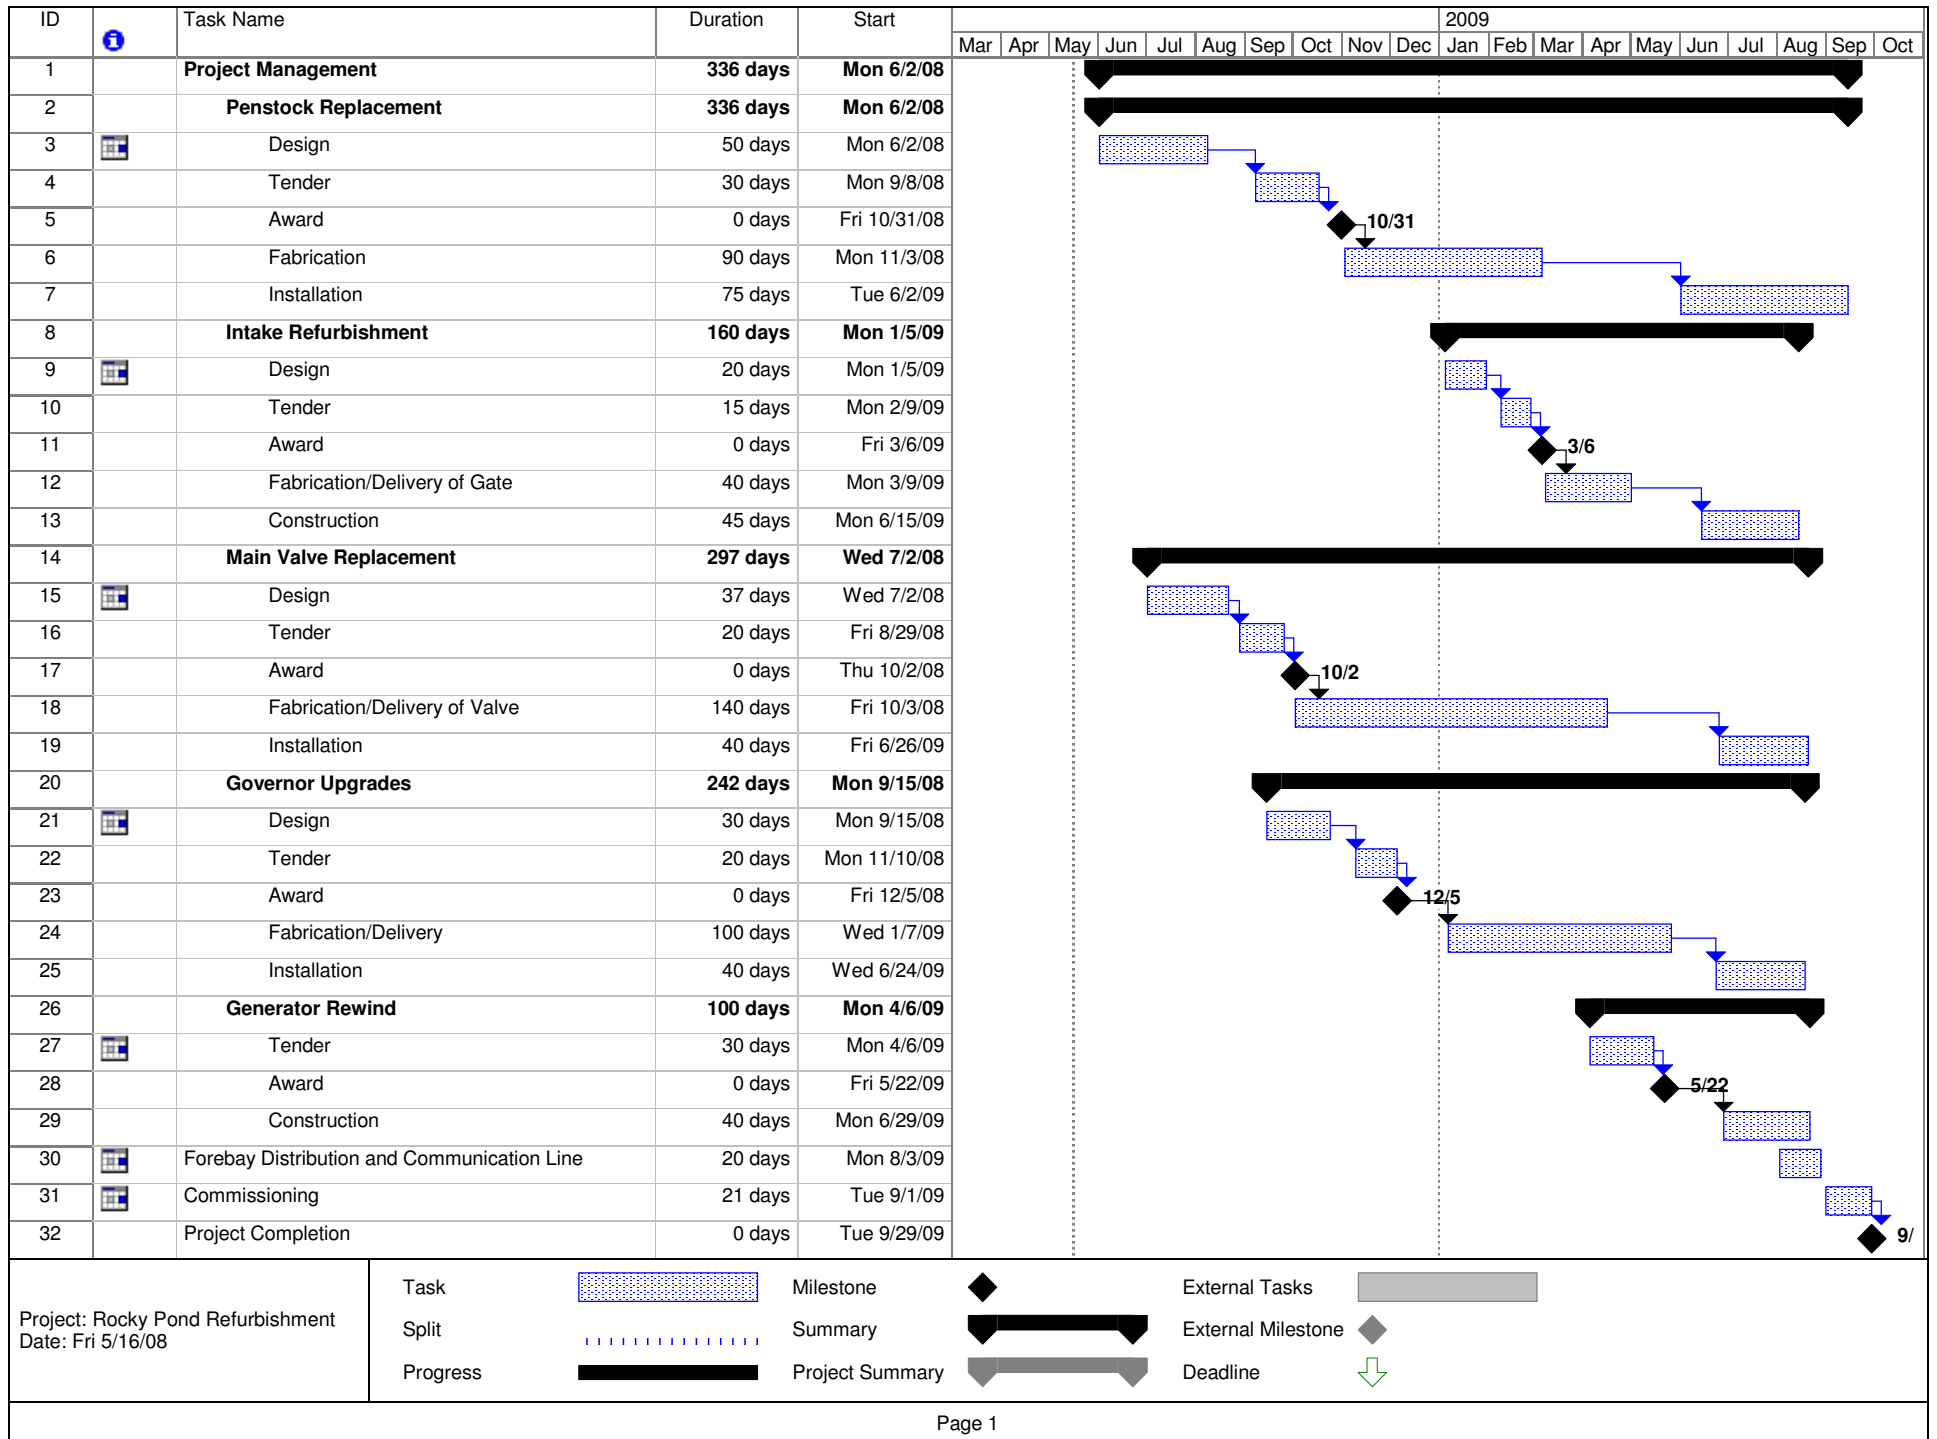 ID Task Name Duration Start 2009
Mar Apr May Jun Jul Aug Sep Oct Nov Dec Jan Feb Mar Apr May Jun Jul Aug Sep Oct
1 Project Management 336 days Mon 6/2/08
2 Penstock Replacement 336 days Mon 6/2/08
3 Design 50 days Mon 6/2/08
4 Tender 30 days Mon 9/8/08
5 Award 0 days Fri 10/31/08 10/31
6 Fabrication 90 days Mon 11/3/08
7 Installation 75 days Tue 6/2/09
8 Intake Refurbishment 160 days Mon 1/5/09
9 Design 20 days Mon 1/5/09
10 Tender 15 days Mon 2/9/09
11 Award 0 days Fri 3/6/09 3/6
12 Fabrication/Delivery of Gate 40 days Mon 3/9/09
13 Construction 45 days Mon 6/15/09
14 Main Valve Replacement 297 days Wed 7/2/08
15 Design 37 days Wed 7/2/08
16 Tender 20 days Fri 8/29/08
17 Award 0 days Thu 10/2/08 10/2
18 Fabrication/Delivery of Valve 140 days Fri 10/3/08
19 Installation 40 days Fri 6/26/09
20 Governor Upgrades 242 days Mon 9/15/08
21 Design 30 days Mon 9/15/08
22 Tender 20 days Mon 11/10/08
23 Award 0 days Fri 12/5/08 12/5
24 Fabrication/Delivery 100 days Wed 1/7/09
25 Installation 40 days Wed 6/24/09
26 Generator Rewind 100 days Mon 4/6/09
27 Tender 30 days Mon 4/6/09
28 Award 0 days Fri 5/22/09 5/22
29 Construction 40 days Mon 6/29/09
30 Forebay Distribution and Communication Line 20 days Mon 8/3/09
31 Commissioning 21 days Tue 9/1/09
32 Project Completion 0 days Tue 9/29/09 9/
Project: Rocky Pond Refurbishment
Date: Fri 5/16/08
Task Milestone External Tasks
Split Summary External Milestone
Progress Project Summary Deadline
Page 1